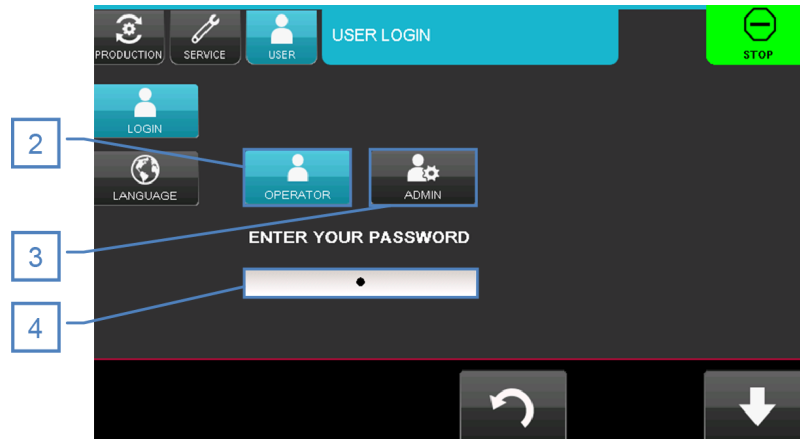 PRODUCTION
SERVICE
USER
USER LOGIN
STOP
LOGIN
2
LANGUAGE
OPERATOR
ADMIN
3
ENTER YOUR PASSWORD
4